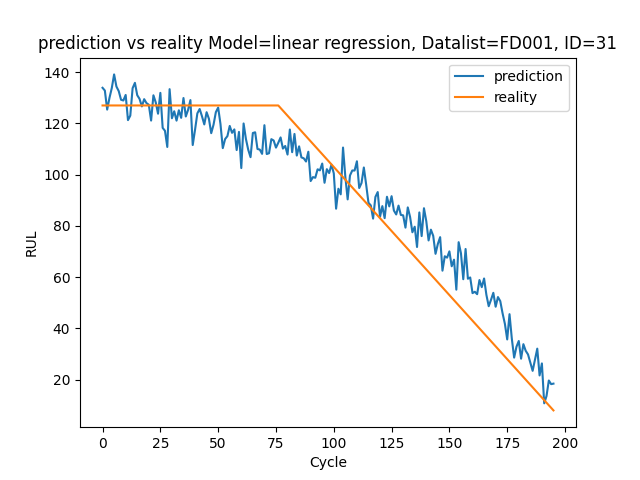 prediction vs reality Model=linear regression, Datalist=FD001, ID=31
prediction
reality
RUL
140
120
100
80
60
40
20
0 25 50 75 100 125 150 175 200
Cycle